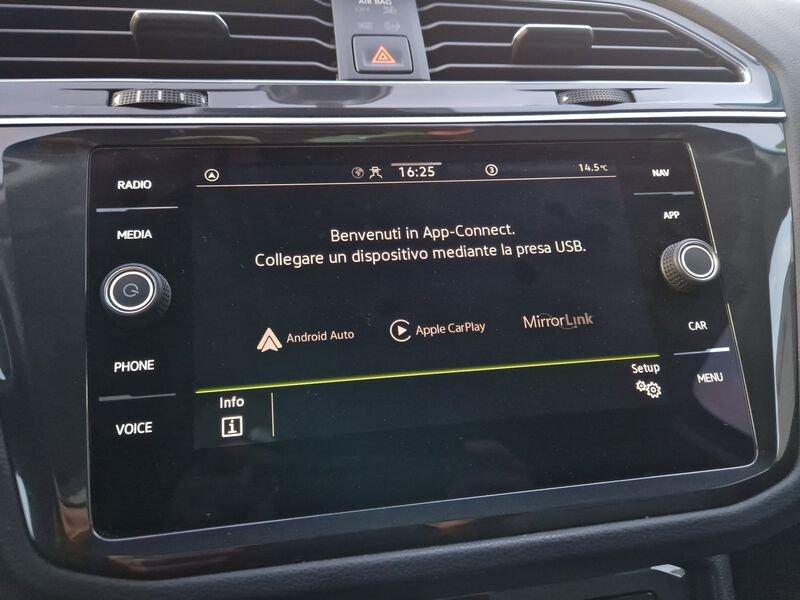 AIR BAG
RADIO
MEDIA
PHONE
VOICE
16:25
3
14.5°C
Benvenuti in App-Connect.
Collegare un dispositivo mediante la presa USB.
Android Auto
Apple CarPlay
MirrorLink
Info
i
Setup
NAV
APP
CAR
MENU